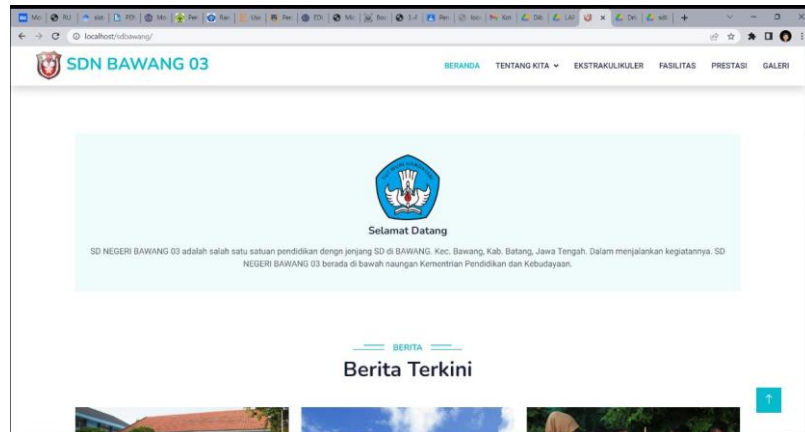 localhost/sdbawang/
SDN BAWANG 03
BERANDA TENTANG KITA EKSTRAKULIKULER FASILITAS PRESTASI GALERI
Selamat Datang
SD NEGERI BAWANG 03 adalah salah satu satuan pendidikan dengn jenjang SD di BAWANG. Kec. Bawang, Kab. Batang, Jawa Tengah. Dalam menjalankan kegiatannya. SD
NEGERI BAWANG 03 berada di bawah naungan Kementrian Pendidikan dan Kebudayaan.
BERITA
Berita Terkini